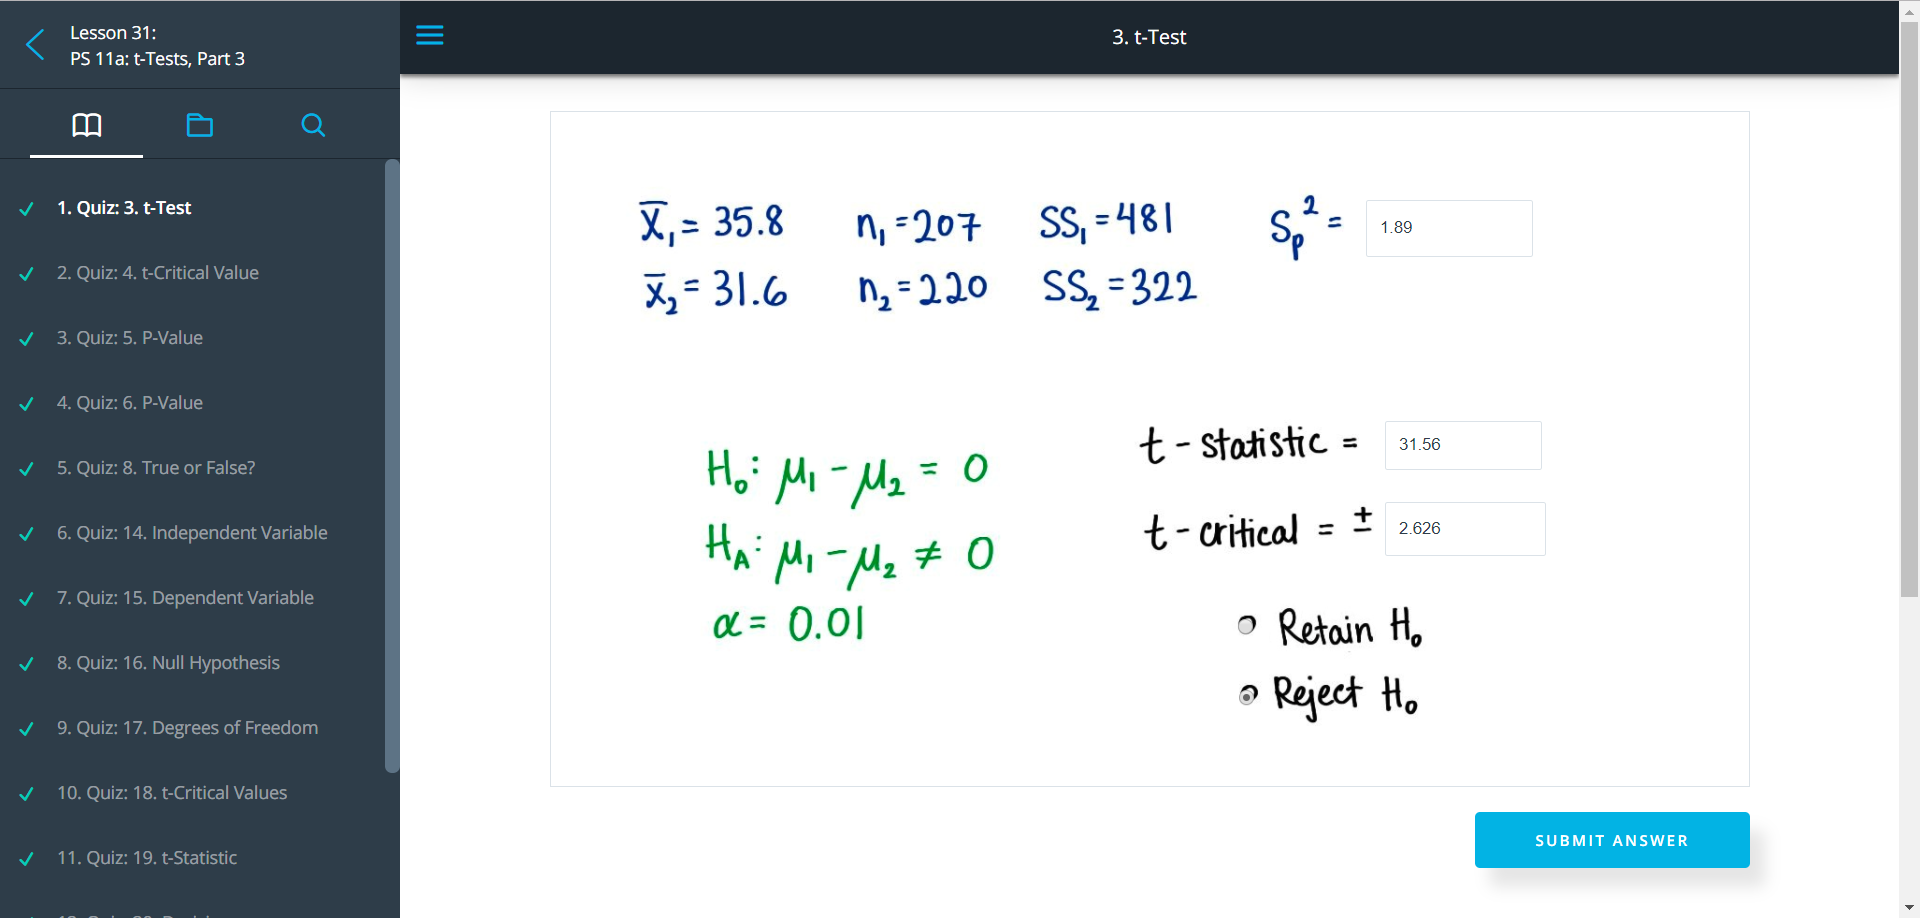 Lesson 31:
PS 11a: t-Tests, Part 3
3. t-Test
1. Quiz: 3. t-Test
2. Quiz: 4. t-Critical Value
3. Quiz: 5. P-Value
4. Quiz: 6. P-Value
5. Quiz: 8. True or False?
6. Quiz: 14. Independent Variable
7. Quiz: 15. Dependent Variable
8. Quiz: 16. Null Hypothesis
9. Quiz: 17. Degrees of Freedom
10. Quiz: 18. t-Critical Values
11. Quiz: 19. t-Statistic
x̄₁ = 35.8 n₁ = 207 SS₁ = 481 Sₚ² = 1.89
x̄₂ = 31.6 n₂ = 220 SS₂ = 322
H₀: μ₁ - μ₂ = 0
H_A: μ₁ - μ₂ ≠ 0
α = 0.01
t - statistic = 31.56
t - critical = ± 2.626
Retain H₀
Reject H₀
SUBMIT ANSWER